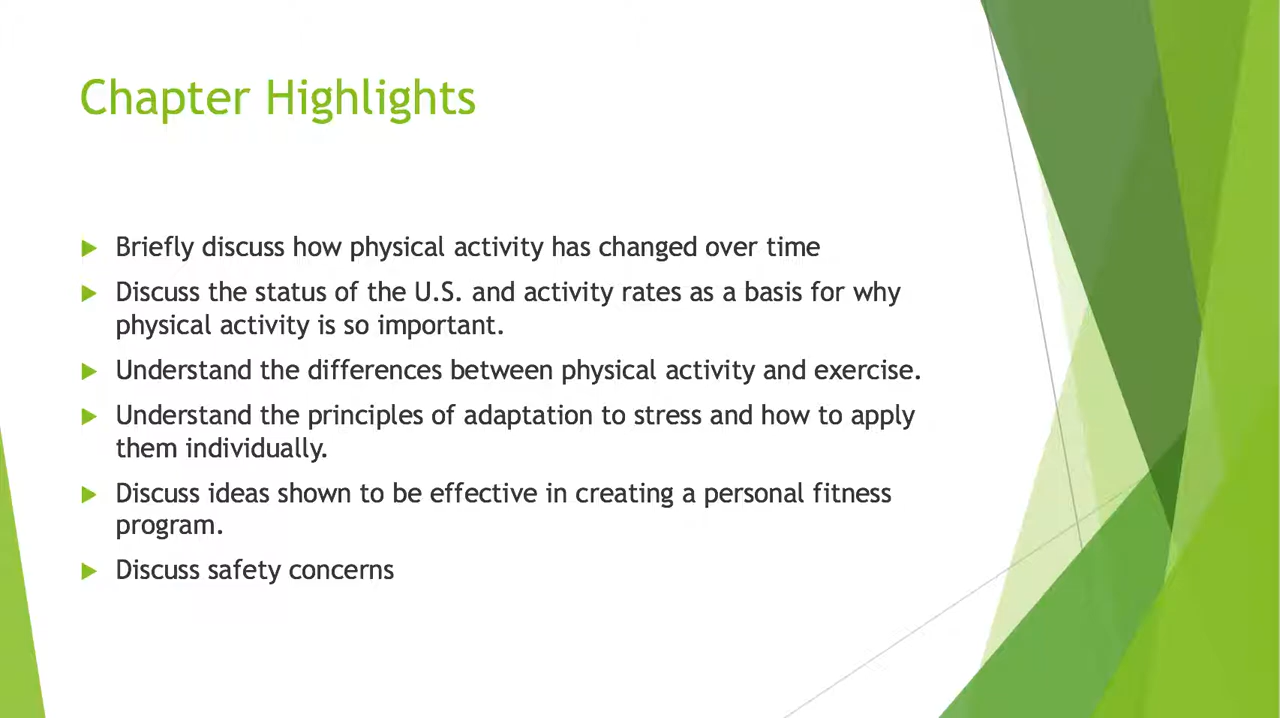 Chapter Highlights
Briefly discuss how physical activity has changed over time
Discuss the status of the U.S. and activity rates as a basis for why
physical activity is so important.
Understand the differences between physical activity and exercise.
Understand the principles of adaptation to stress and how to apply
them individually.
Discuss ideas shown to be effective in creating a personal fitness
program.
Discuss safety concerns